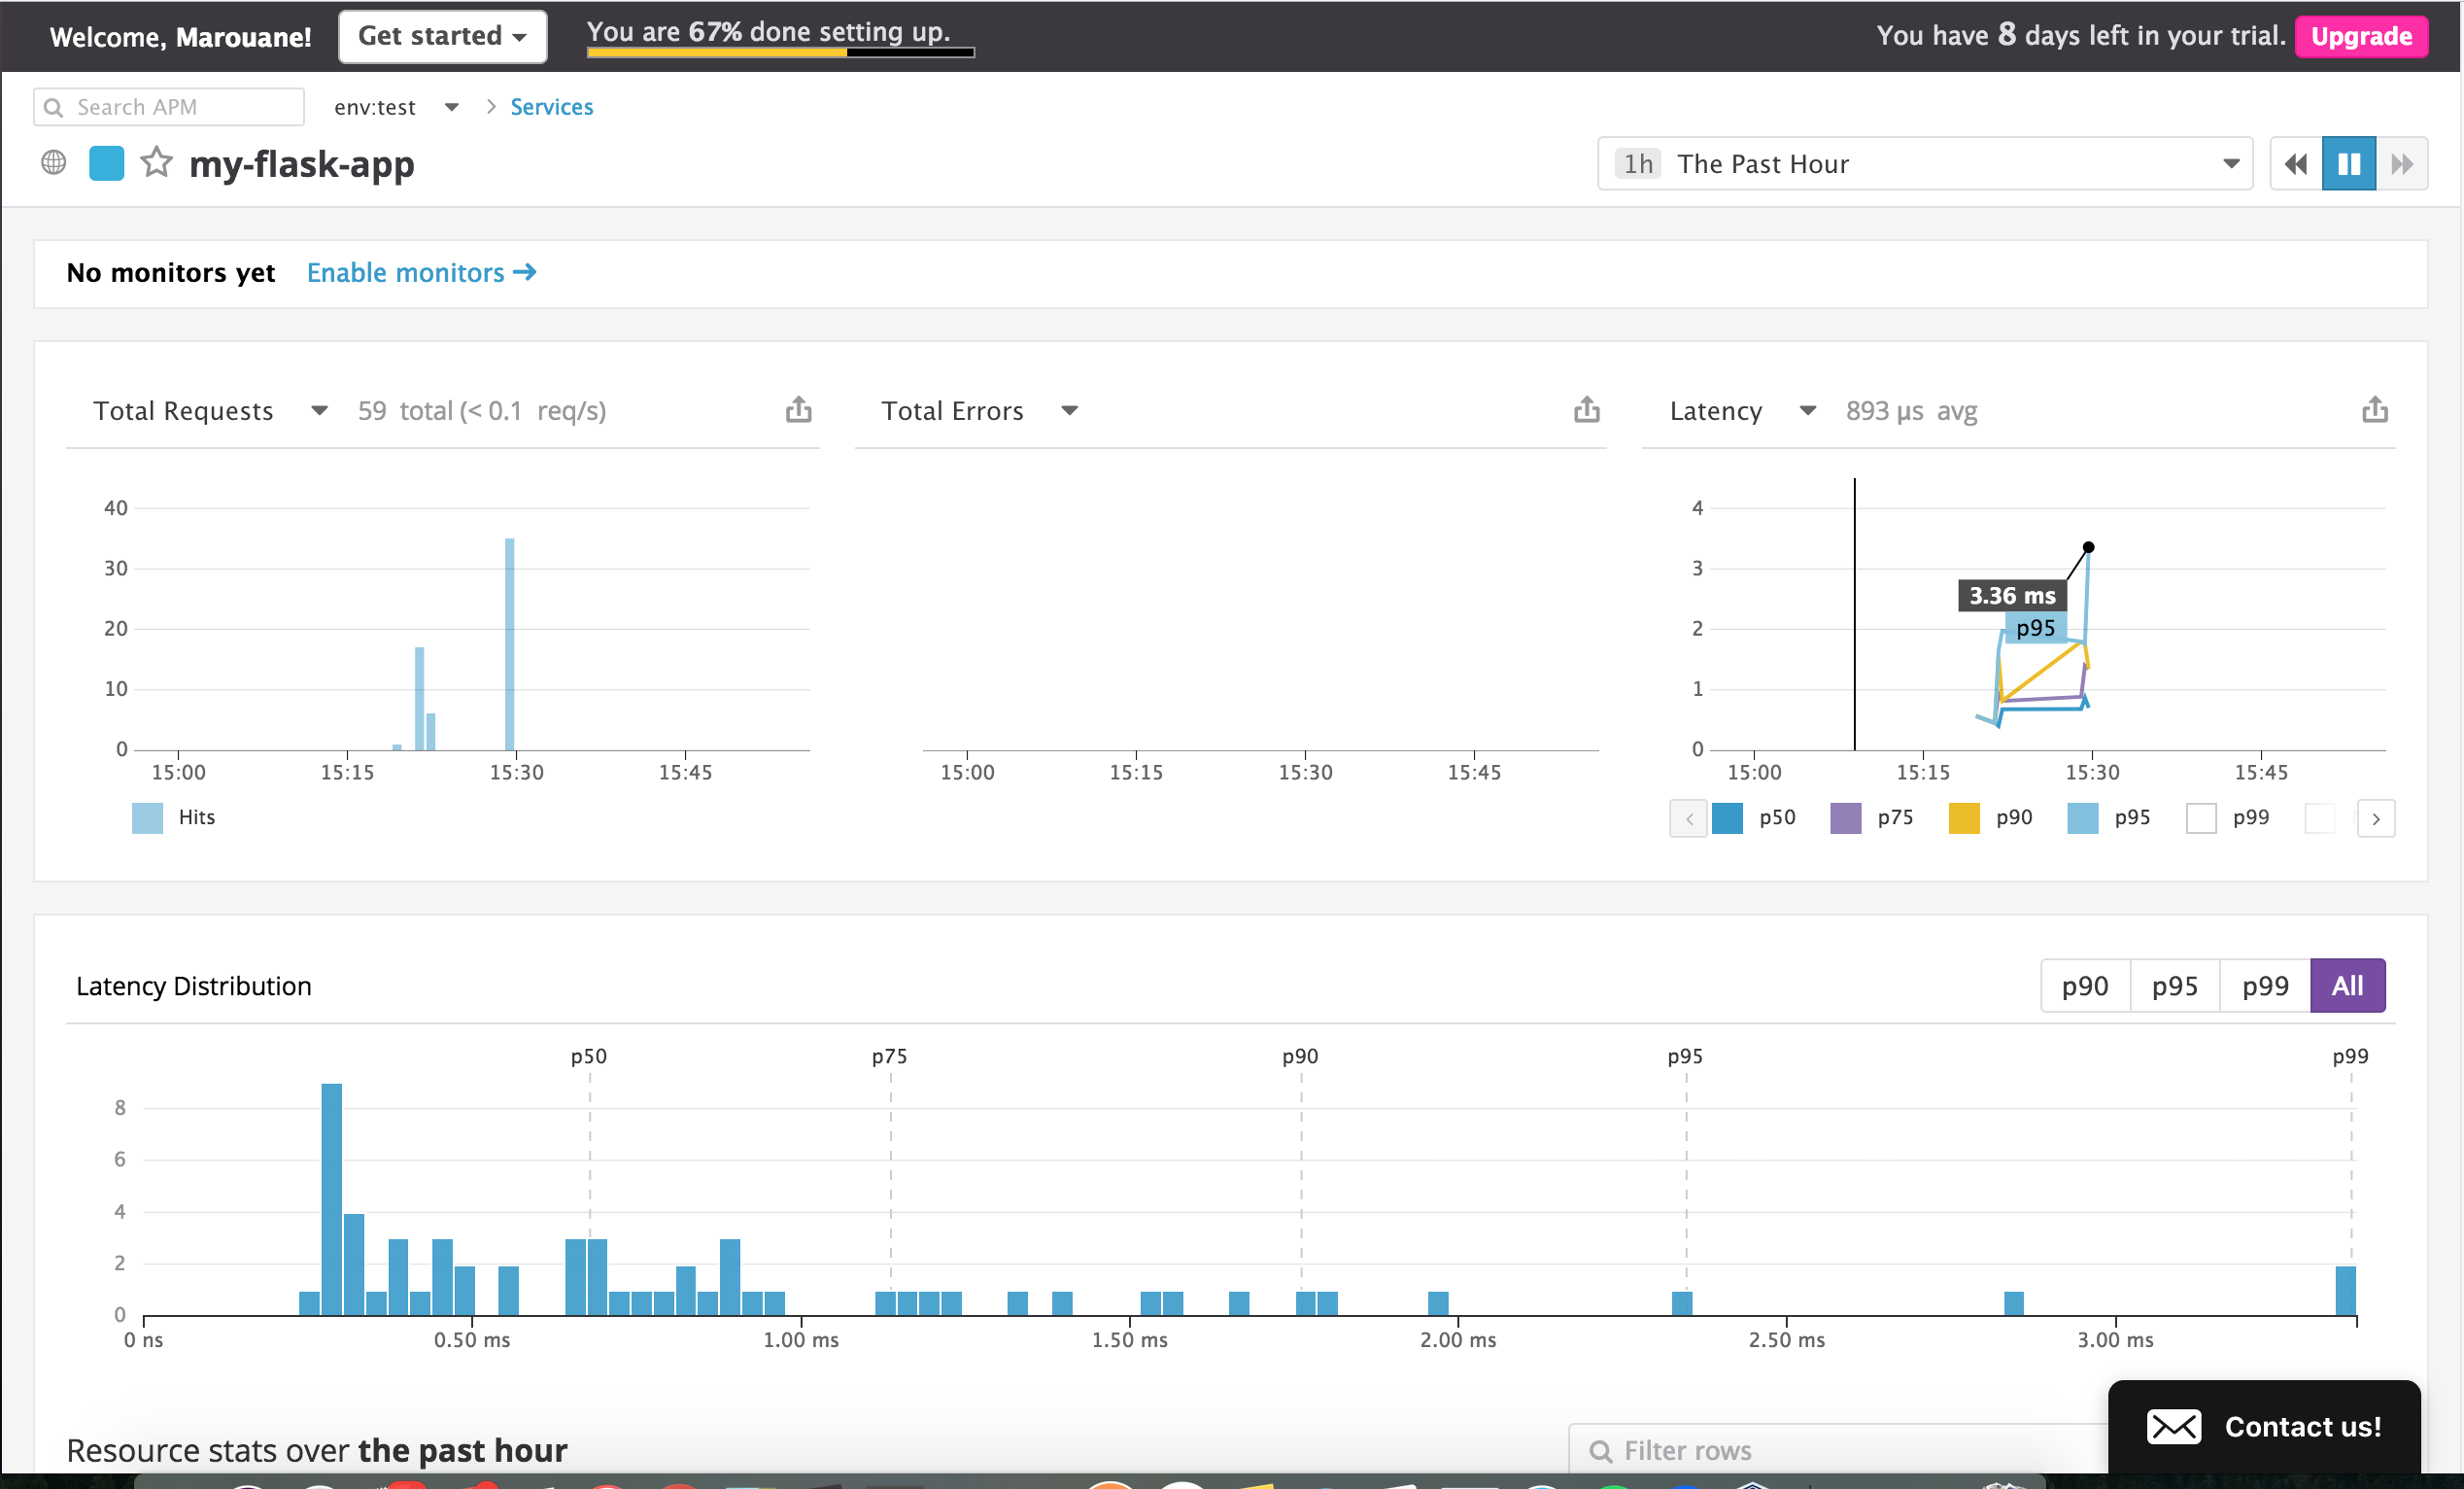 Welcome, Marouane! Get started You are 67% done setting up. You have 8 days left in your trial. Upgrade
Search APM env:test > Services
my-flask-app 1h The Past Hour
No monitors yet Enable monitors →
Total Requests 59 total (< 0.1 req/s)
40
30
20
10
0
15:00 15:15 15:30 15:45
Hits
Total Errors
15:00 15:15 15:30 15:45
Latency 893 µs avg
4
3
2
1
0
3.36 ms
p95
15:00 15:15 15:30 15:45
p50 p75 p90 p95 p99
Latency Distribution p90 p95 p99 All
p50 p75 p90 p95 p99
8
6
4
2
0
0 ns 0.50 ms 1.00 ms 1.50 ms 2.00 ms 2.50 ms 3.00 ms
Resource stats over the past hour Filter rows
Contact us!